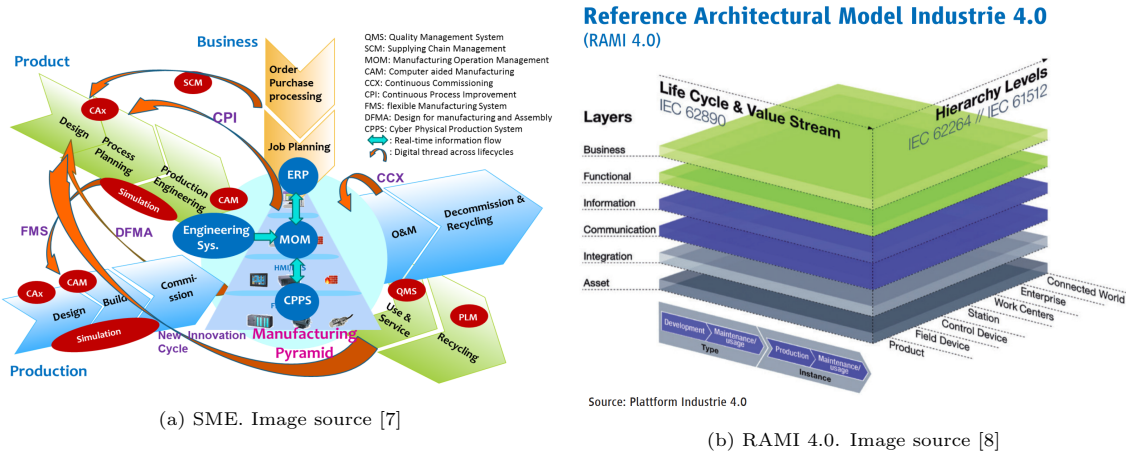 Business
Order
Purchase
processing
Job Planning
QMS: Quality Management System
SCM: Supplying Chain Management
MOM: Manufacturing Operation Management
CAM: Computer aided Manufacturing
CCX: Continuous Commissioning
CPI: Continuous Process Improvement
FMS: flexible Manufacturing System
DFMA: Design for manufacturing and Assembly
CPPS: Cyber Physical Production System
: Real-time information flow
: Digital thread across lifecycles
Product
SCM
CAx
CPI
Design
Process
Planning
Production
Engineering
Simulation
CAM
FMS
DFMA
ERP
Engineering
Sys.
MOM
HMI/
CPPS
CCX
O&M
Decommission &
Recycling
CAx
CAM
Design
Build
Commi-
ssion
Simulation
Production
New Innovation
Cycle
Manufacturing
Pyramid
QMS
Use &
Service
PLM
Recycling
(a) SME. Image source [7]
Reference Architectural Model Industrie 4.0
(RAMI 4.0)
Life Cycle & Value Stream
IEC 62890
Hierarchy Levels
IEC 62264 // IEC 61512
Layers
Business
Functional
Information
Communication
Integration
Asset
Connected World
Enterprise
Work Centers
Station
Control Device
Field Device
Product
Development
Maintenance/
usage
Type
Production
Maintenance/
usage
Instance
Source: Plattform Industrie 4.0
(b) RAMI 4.0. Image source [8]